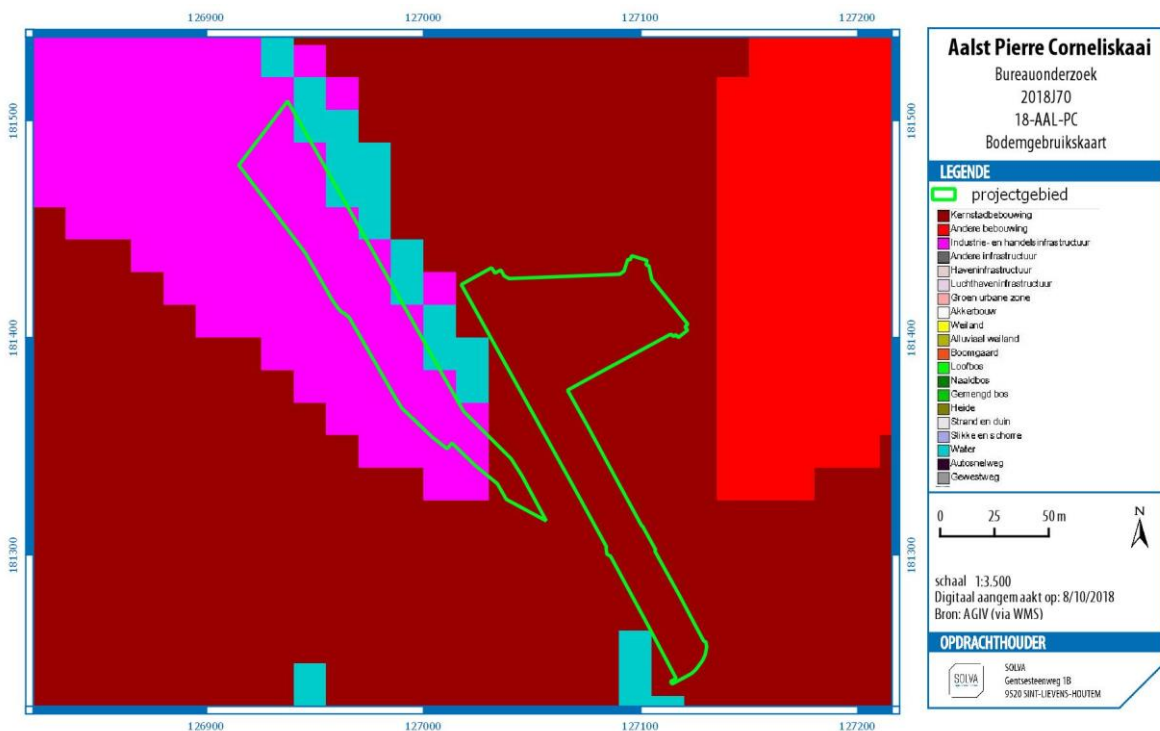 126900 127000 127100 127200
181500 181500
181400 181400
181300 181300
126900 127000 127100 127200
Aalst Pierre Corneliskaai
Bureauonderzoek
2018J70
18-AAL-PC
Bodemgebruikskaart
LEGENDE
projectgebied
Kernstadbebouwing
Andere bebouwing
Industrie- en handelsinfrastructuur
Andere infrastructuur
Haveninfrastructuur
Luchthaveninfrastructuur
Groen urbane zone
Akkerbouw
Weiland
Alluviaal weiland
Boomgaard
Loofbos
Naaldbos
Gemengd bos
Heide
Strand en duin
Slikke en schorre
Water
Autosnelweg
Gewestweg
0 25 50 m
N
schaal 1:3.500
Digitaal aangemaakt op: 8/10/2018
Bron: AGIV (via WMS)
OPDRACHTHOUDER
SOLVA
SOLVA
Gentsesteenweg 1B
9520 SINT-LIEVENS-HOUTEM